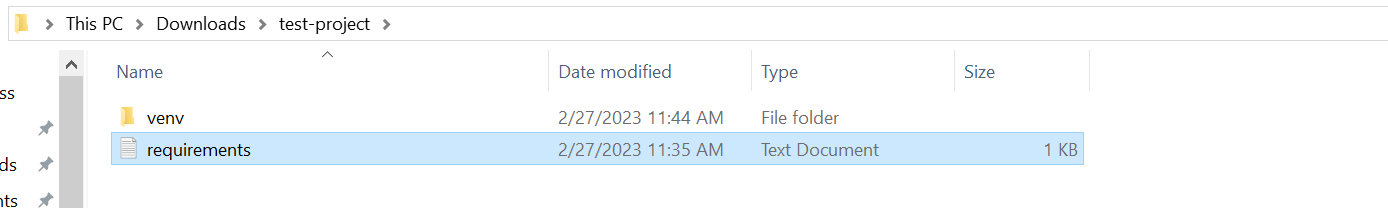 This PC > Downloads > test-project >
Name Date modified Type Size
ss
venv 2/27/2023 11:44 AM File folder
requirements 2/27/2023 11:35 AM Text Document 1 KB
ds
nts